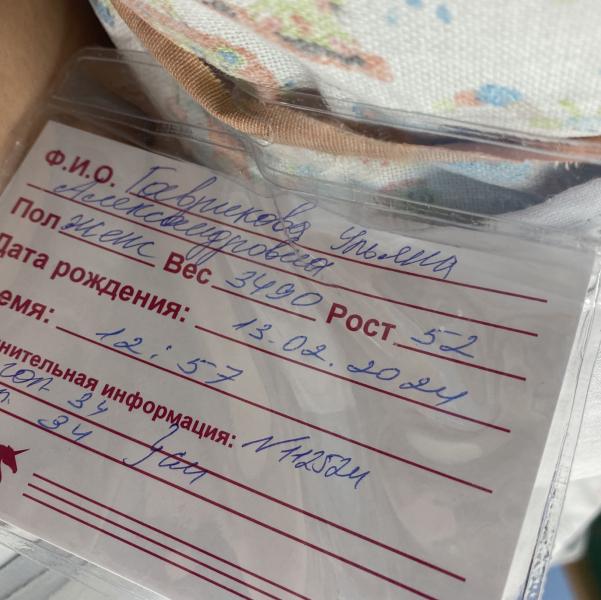 Ф.И.О. Гаврикова Ульяна
Александровна
Пол жен Вес 3490 Рост 52
Дата рождения: 13.02.2024
емя: 12:57
нительная информация: N112524
гол 34
34